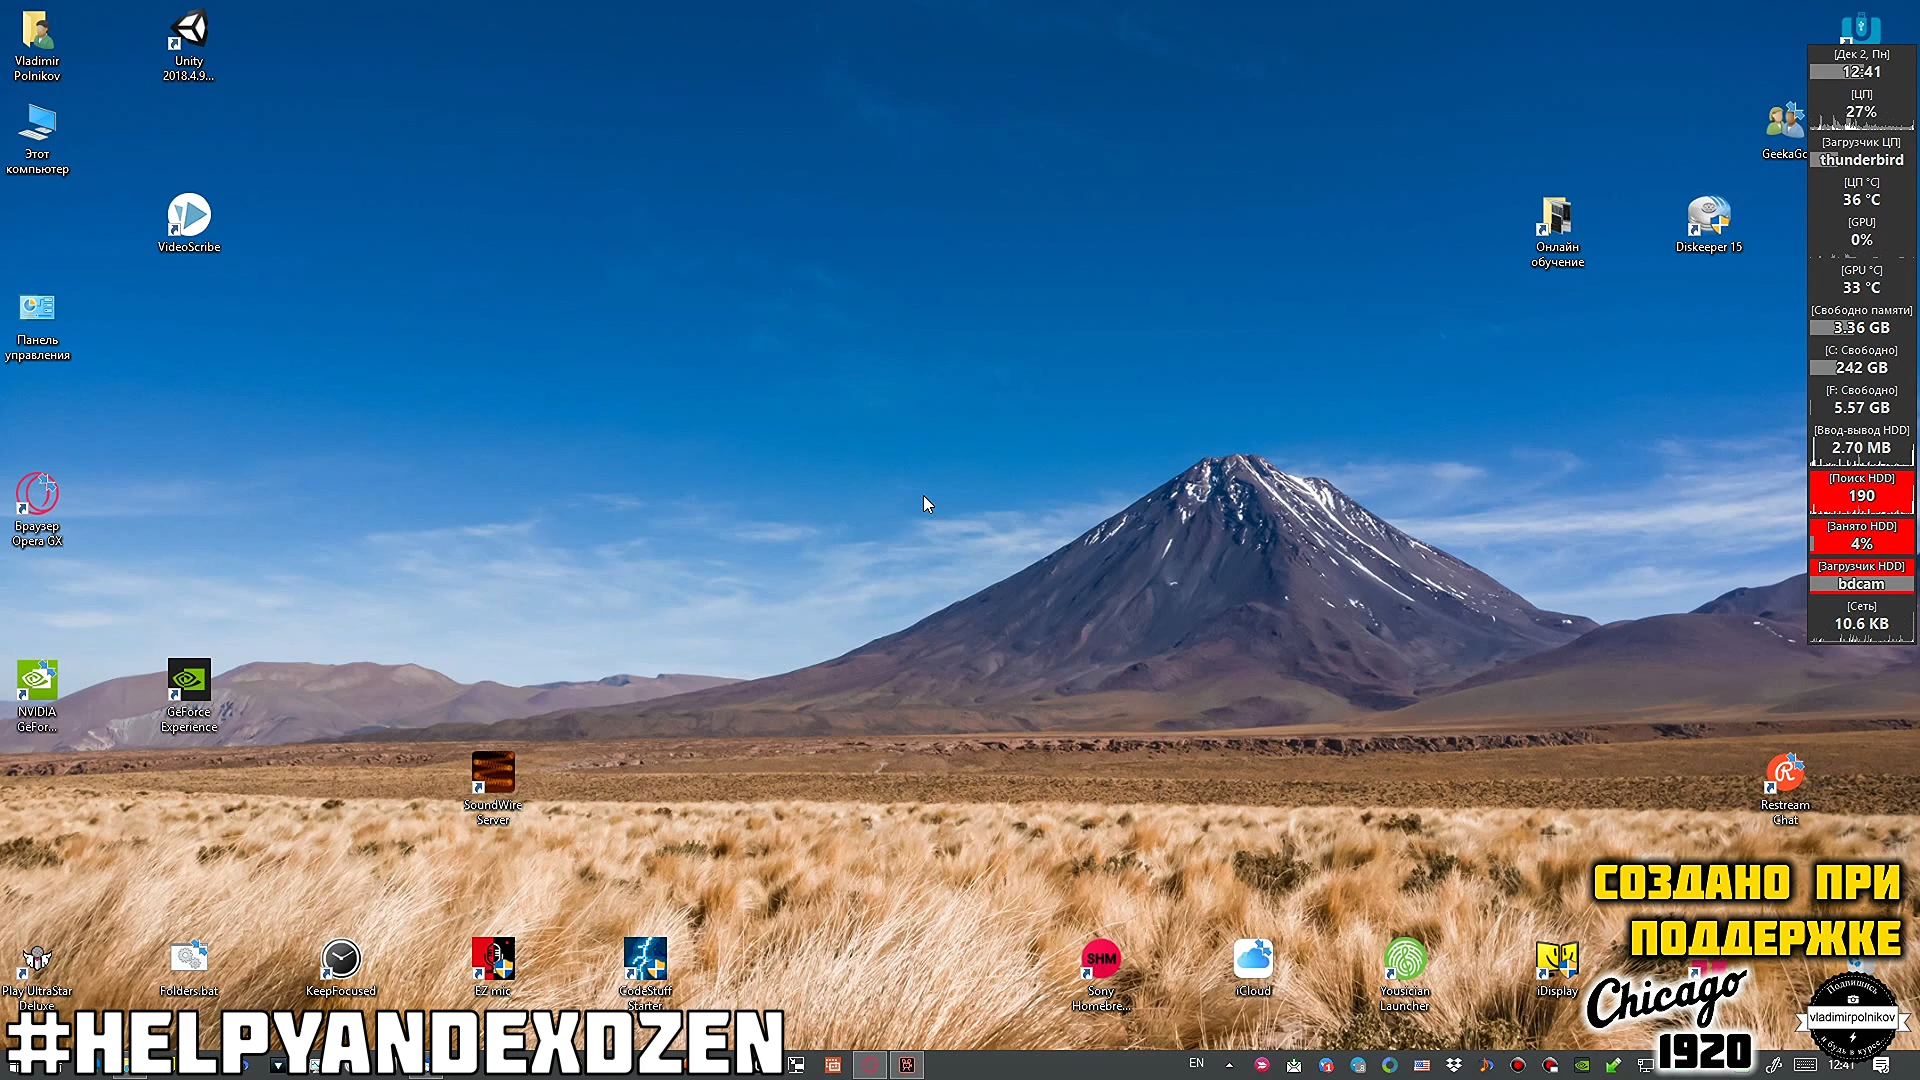 Vladimir
Polnikov
Unity
2018.4.9...
Этот
компьютер
VideoScribe
Панель
управления
Браузер
Opera GX
NVIDIA
GeFor...
GeForce
Experience
SoundWire
Server
Play UltraStar
Deluxe
Folders.bat
KeepFocused
EZ mic
CodeStuff
Starter
SHM
Sony
Homebre...
iCloud
Yousician
Launcher
iDisplay
Онлайн
обучение
Diskeeper 15
GeekaGo
Restream
Chat
[Дек 2, Пн]
12:41
[ЦП]
27%
[Загрузчик ЦП]
thunderbird
[ЦП °C]
36 °C
[GPU]
0%
[GPU °C]
33 °C
[Свободно памяти]
3.36 GB
[C: Свободно]
242 GB
[F: Свободно]
5.57 GB
[Ввод-вывод HDD]
2.70 MB
[Поиск HDD]
190
[Занято HDD]
4%
[Загрузчик HDD]
bdcam
[Сеть]
10.6 KB
СОЗДАНО ПРИ
ПОДДЕРЖКЕ
Chicago
1920
Подпишись
vladimirpolnikov
и будь в курсе
#HELPYANDEXDZEN
EN
12:41